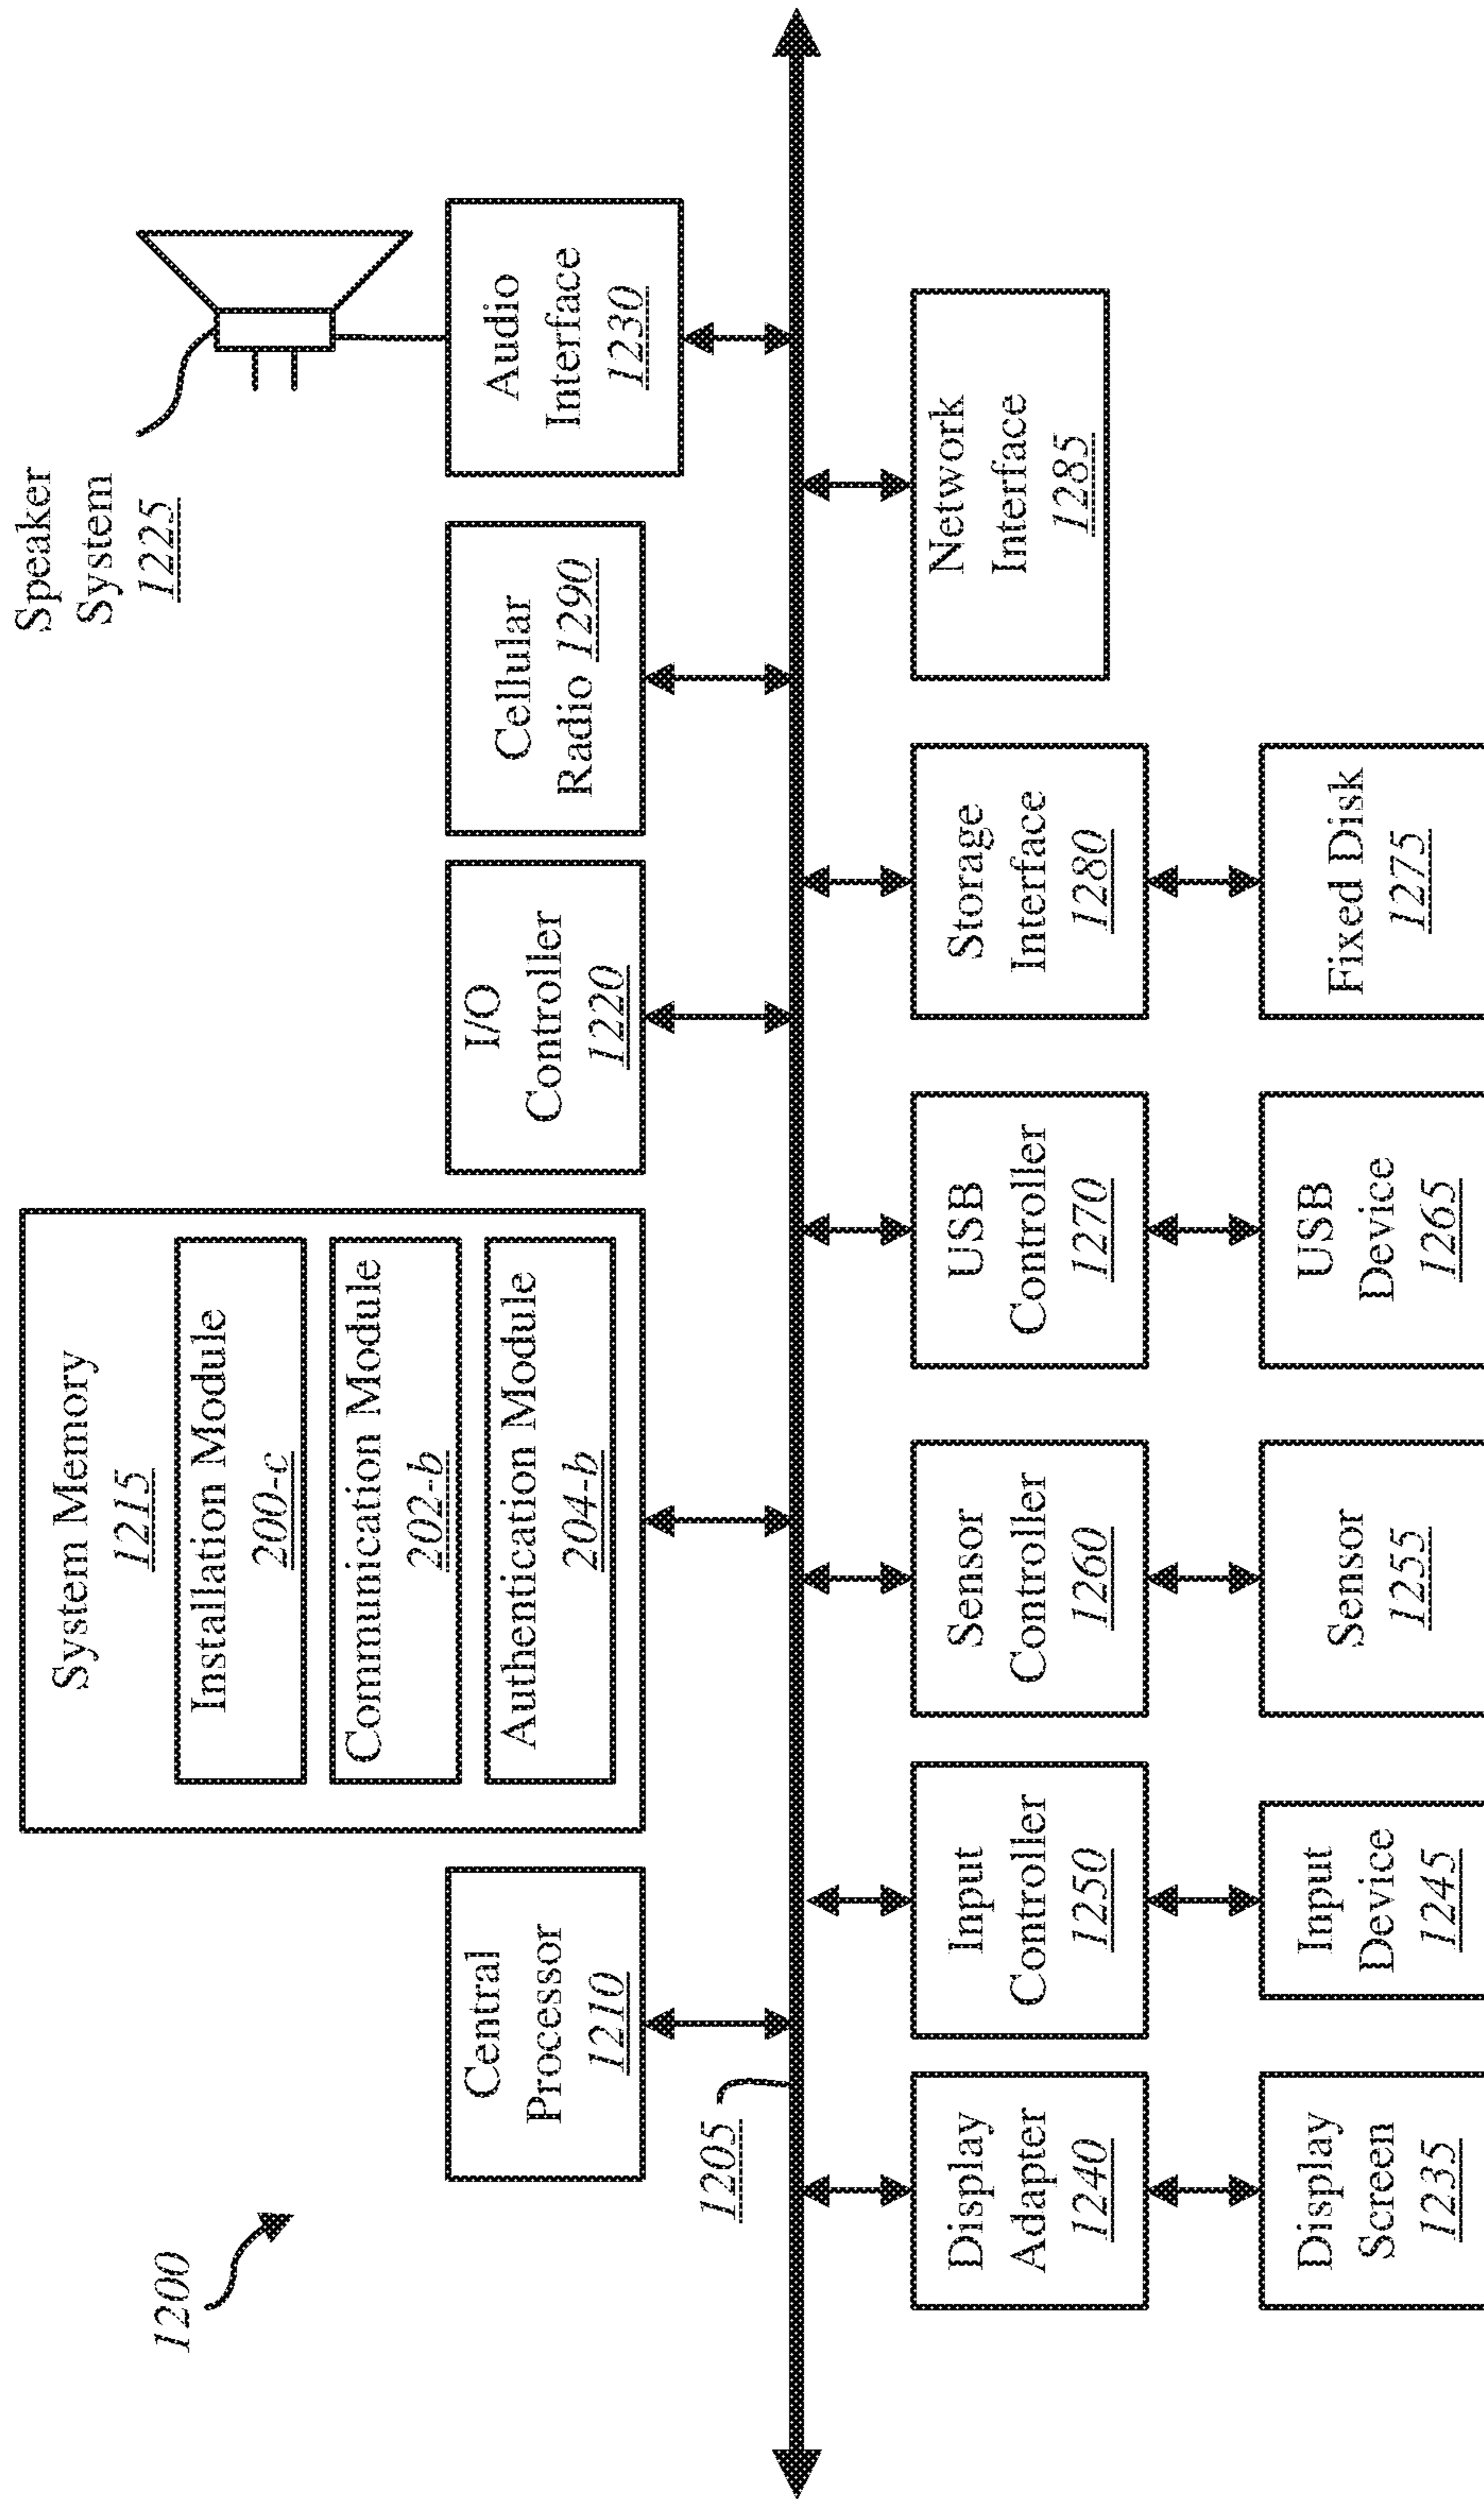 1200
Central
Processor
1210
System Memory
1215
Installation Module
200-c
Communication Module
202-b
Authentication Module
204-b
I/O
Controller
1220
Cellular
Radio 1290
Speaker
System
1225
Audio
Interface
1230
1205
Display
Adapter
1240
Input
Controller
1250
Sensor
Controller
1260
USB
Controller
1270
Storage
Interface
1280
Network
Interface
1285
Display
Screen
1235
Input
Device
1245
Sensor
1255
USB
Device
1265
Fixed Disk
1275